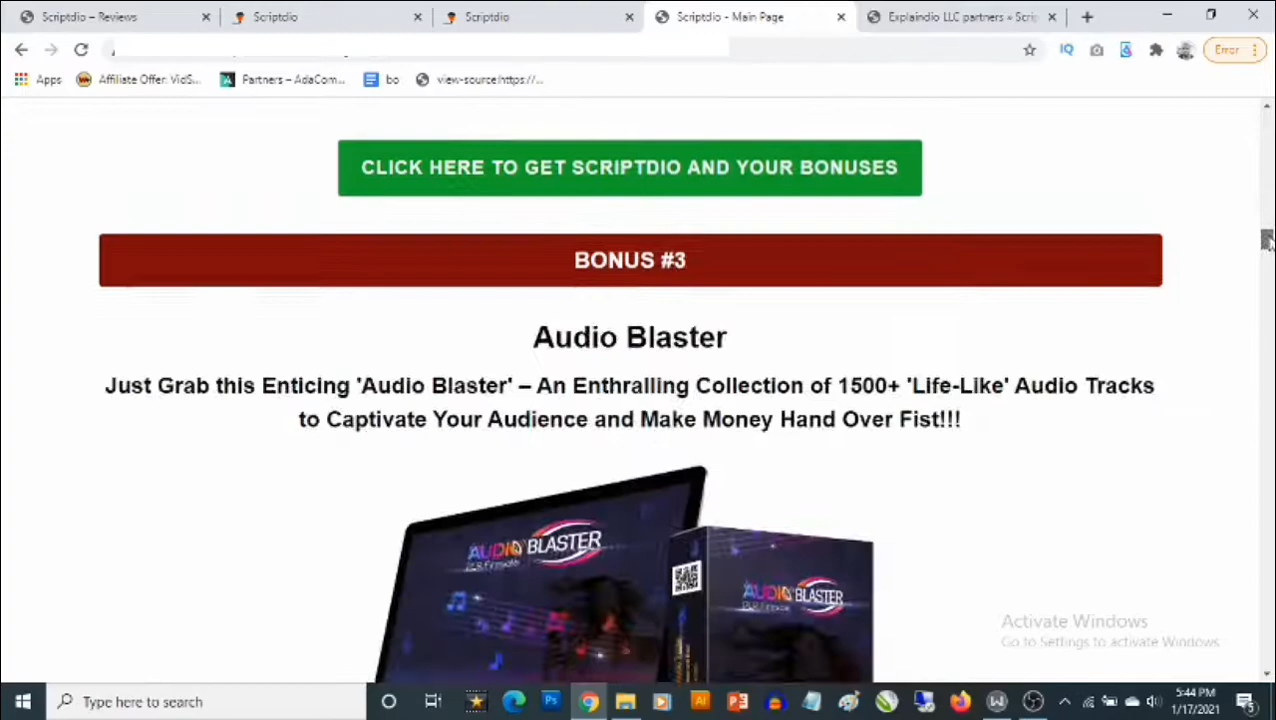 Scriptdio – Reviews
Scriptdio
Scriptdio
Scriptdio - Main Page
Explaindio LLC partners » Scrip
Error
Apps
Affiliate Offer: VidS...
Partners – AdaCom...
bo
view-source:https://...
CLICK HERE TO GET SCRIPTDIO AND YOUR BONUSES
BONUS #3
Audio Blaster
Just Grab this Enticing 'Audio Blaster' – An Enthralling Collection of 1500+ 'Life-Like' Audio Tracks
to Captivate Your Audience and Make Money Hand Over Fist!!!
AUDIO BLASTER
AUDIO BLASTER
Activate Windows
Go to Settings to activate Windows.
Type here to search
5:44 PM
1/17/2021